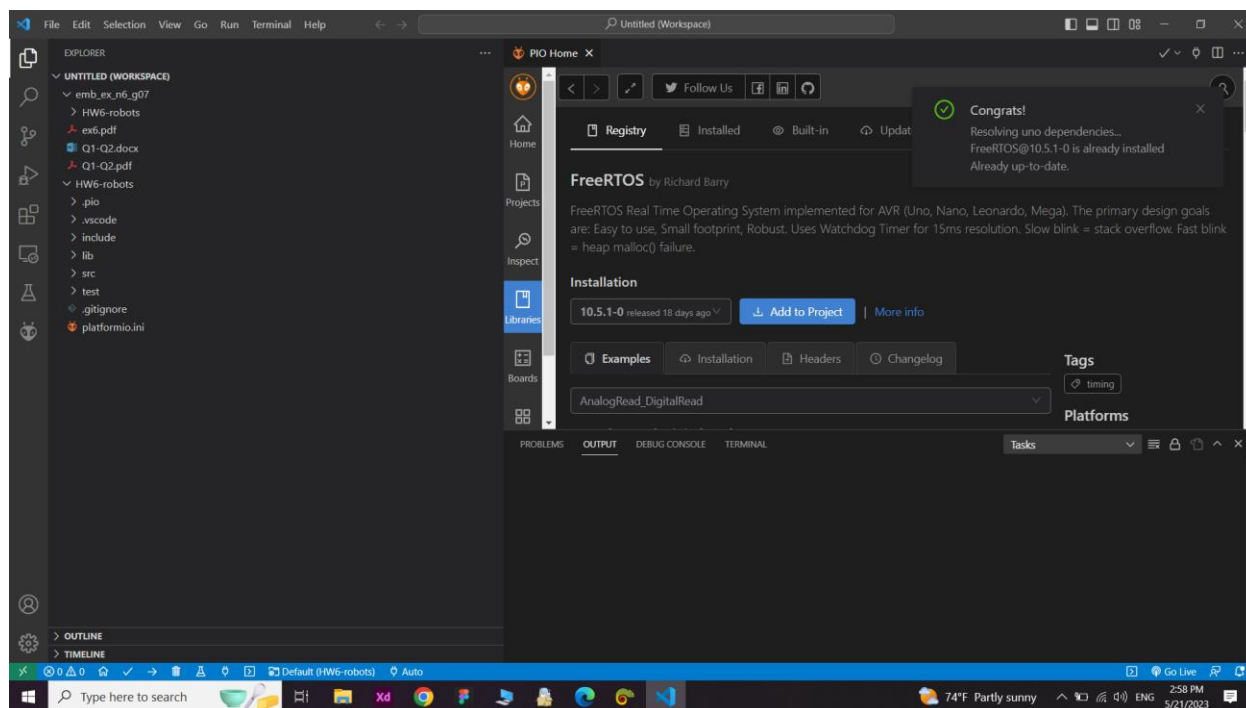 File Edit Selection View Go Run Terminal Help
Untitled (Workspace)
EXPLORER
UNTITLED (WORKSPACE)
emb_ex_n6_g07
HW6-robots
ex6.pdf
Q1-Q2.docx
Q1-Q2.pdf
HW6-robots
.pio
.vscode
include
lib
src
test
.gitignore
platformio.ini
OUTLINE
TIMELINE
PIO Home
Home
Projects
Inspect
Libraries
Boards
Follow Us
Registry Installed Built-in Updat
Congrats!
Resolving uno dependencies...
FreeRTOS@10.5.1-0 is already installed
Already up-to-date.
FreeRTOS by Richard Barry
FreeRTOS Real Time Operating System implemented for AVR (Uno, Nano, Leonardo, Mega). The primary design goals
are: Easy to use, Small footprint, Robust. Uses Watchdog Timer for 15ms resolution. Slow blink = stack overflow. Fast blink
= heap malloc() failure.
Installation
10.5.1-0 released 18 days ago Add to Project | More info
Examples Installation Headers Changelog
AnalogRead_DigitalRead
Tags
timing
Platforms
PROBLEMS OUTPUT DEBUG CONSOLE TERMINAL Tasks
0 0 Default (HW6-robots) Auto Go Live
Type here to search Xd 74°F Partly sunny ENG 2:58 PM
5/21/2023